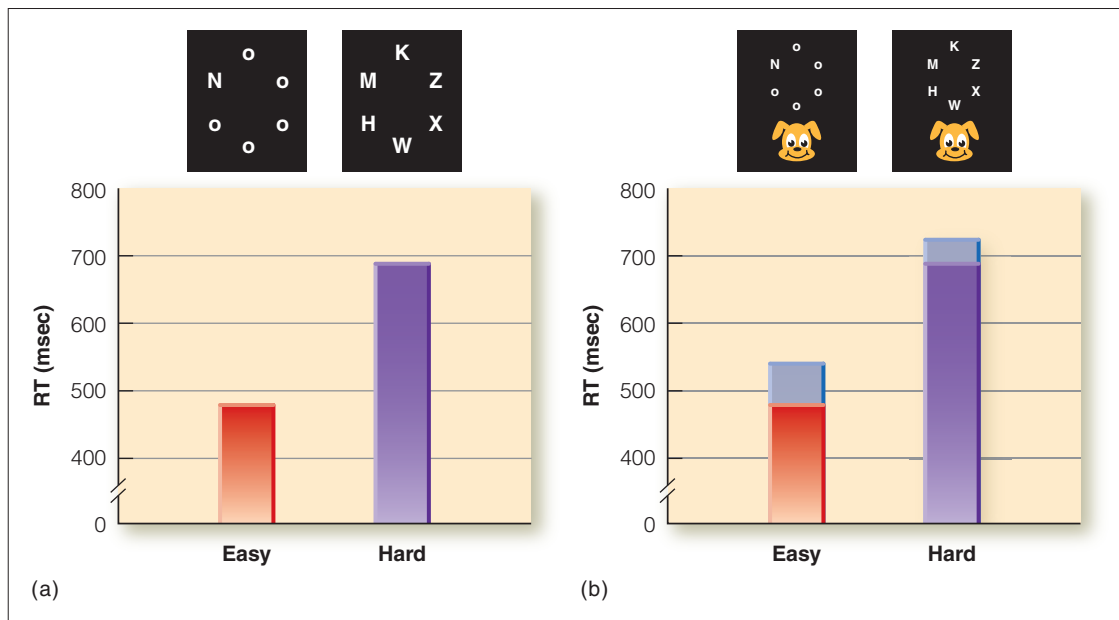 o
N o
o o
o
K
M Z
H X
W
800
700
600
500
400
0
RT (msec)
Easy Hard
(a)
o
N o
o o
o
K
M Z
H X
W
800
700
600
500
400
0
RT (msec)
Easy Hard
(b)